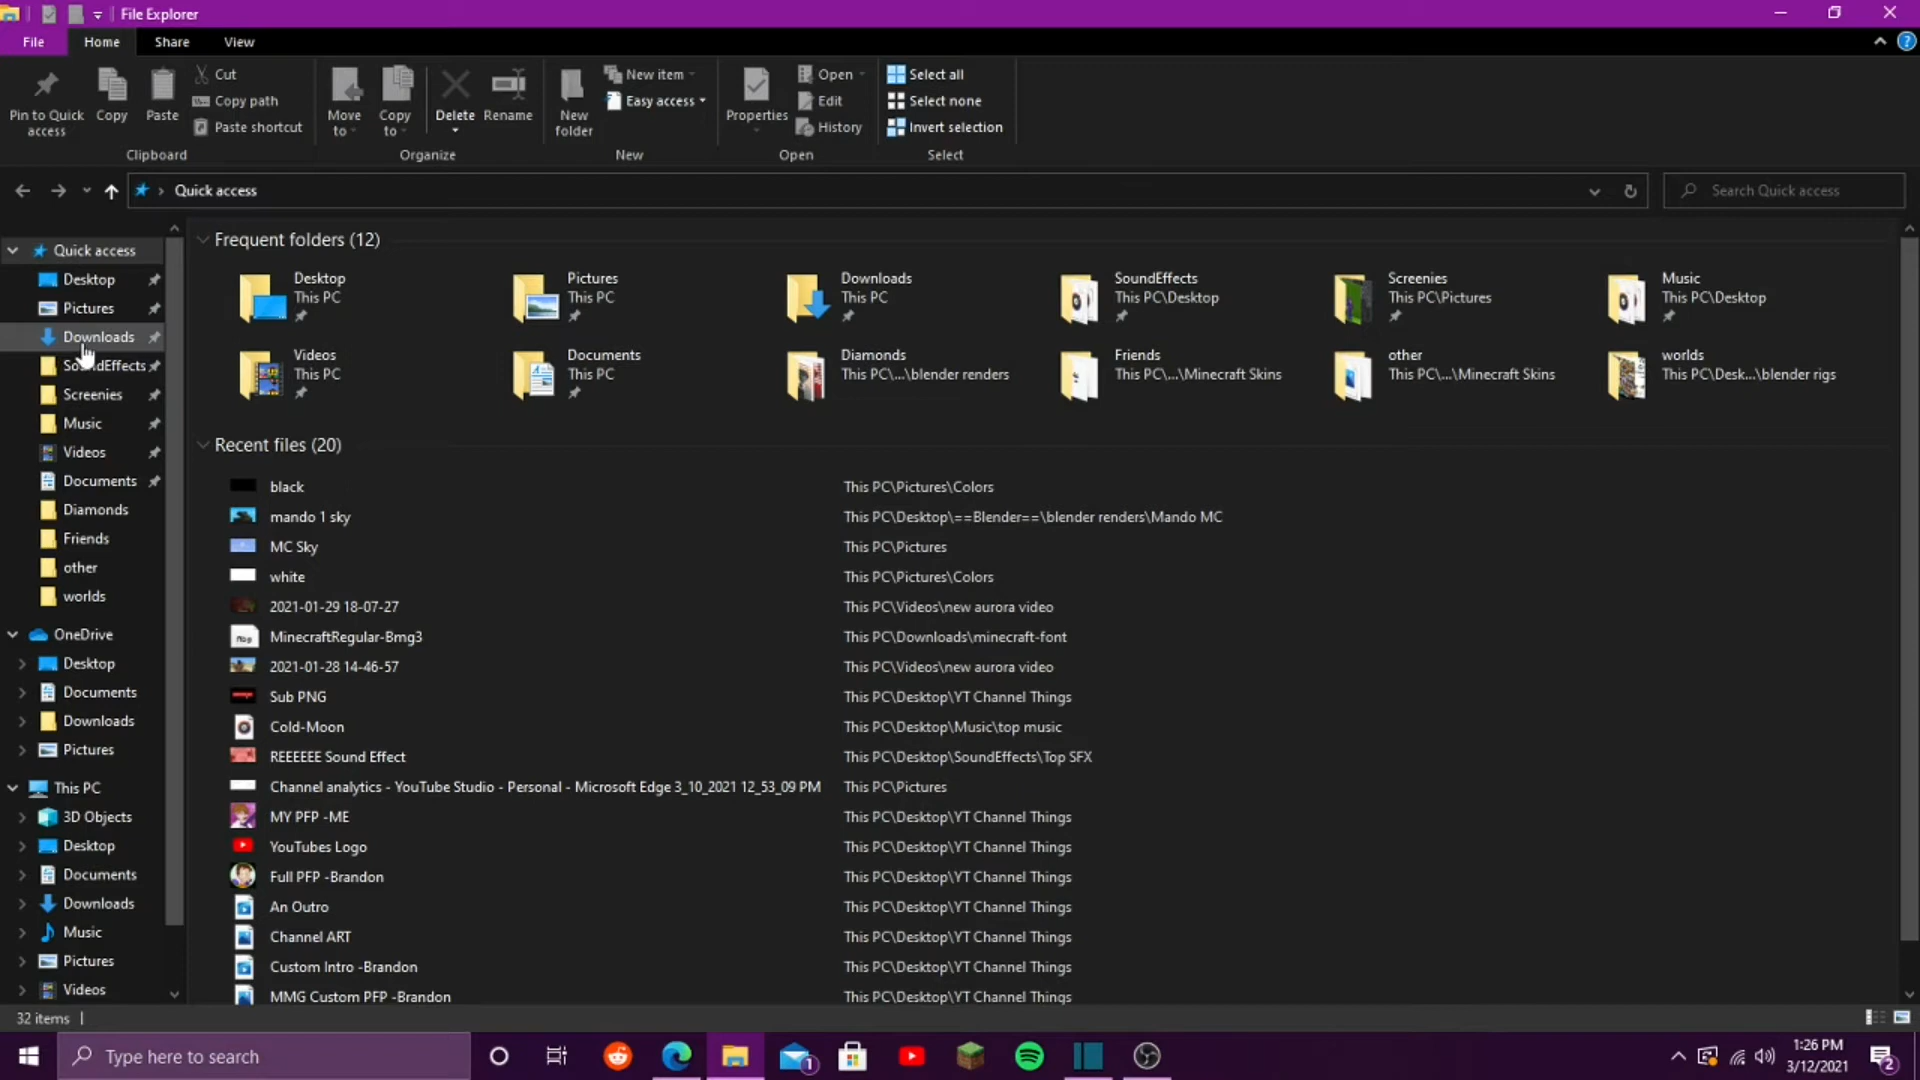 File Explorer
File Home Share View
Pin to Quick access
Copy
Paste
Cut
Copy path
Paste shortcut
Clipboard
Move to
Copy to
Delete
Rename
Organize
New folder
New item
Easy access
New
Properties
Open
Edit
History
Open
Select all
Select none
Invert selection
Select
Quick access
Search Quick access
Quick access
Desktop
Pictures
Downloads
SoundEffects
Screenies
Music
Videos
Documents
Diamonds
Friends
other
worlds
OneDrive
Desktop
Documents
Downloads
Pictures
This PC
3D Objects
Desktop
Documents
Downloads
Music
Pictures
Videos
Frequent folders (12)
Desktop
This PC
Pictures
This PC
Downloads
This PC
SoundEffects
This PC\Desktop
Screenies
This PC\Pictures
Music
This PC\Desktop
Videos
This PC
Documents
This PC
Diamonds
This PC\...\blender renders
Friends
This PC\...\Minecraft Skins
other
This PC\...\Minecraft Skins
worlds
This PC\Desk...\blender rigs
Recent files (20)
black This PC\Pictures\Colors
mando 1 sky This PC\Desktop\==Blender==\blender renders\Mando MC
MC Sky This PC\Pictures
white This PC\Pictures\Colors
2021-01-29 18-07-27 This PC\Videos\new aurora video
MinecraftRegular-Bmg3 This PC\Downloads\minecraft-font
2021-01-28 14-46-57 This PC\Videos\new aurora video
Sub PNG This PC\Desktop\YT Channel Things
Cold-Moon This PC\Desktop\Music\top music
REEEEEE Sound Effect This PC\Desktop\SoundEffects\Top SFX
Channel analytics - YouTube Studio - Personal - Microsoft Edge 3_10_2021 12_53_09 PM This PC\Pictures
MY PFP -ME This PC\Desktop\YT Channel Things
YouTubes Logo This PC\Desktop\YT Channel Things
Full PFP -Brandon This PC\Desktop\YT Channel Things
An Outro This PC\Desktop\YT Channel Things
Channel ART This PC\Desktop\YT Channel Things
Custom Intro -Brandon This PC\Desktop\YT Channel Things
MMG Custom PFP -Brandon This PC\Desktop\YT Channel Things
32 items
Type here to search
1
1:26 PM
3/12/2021
2